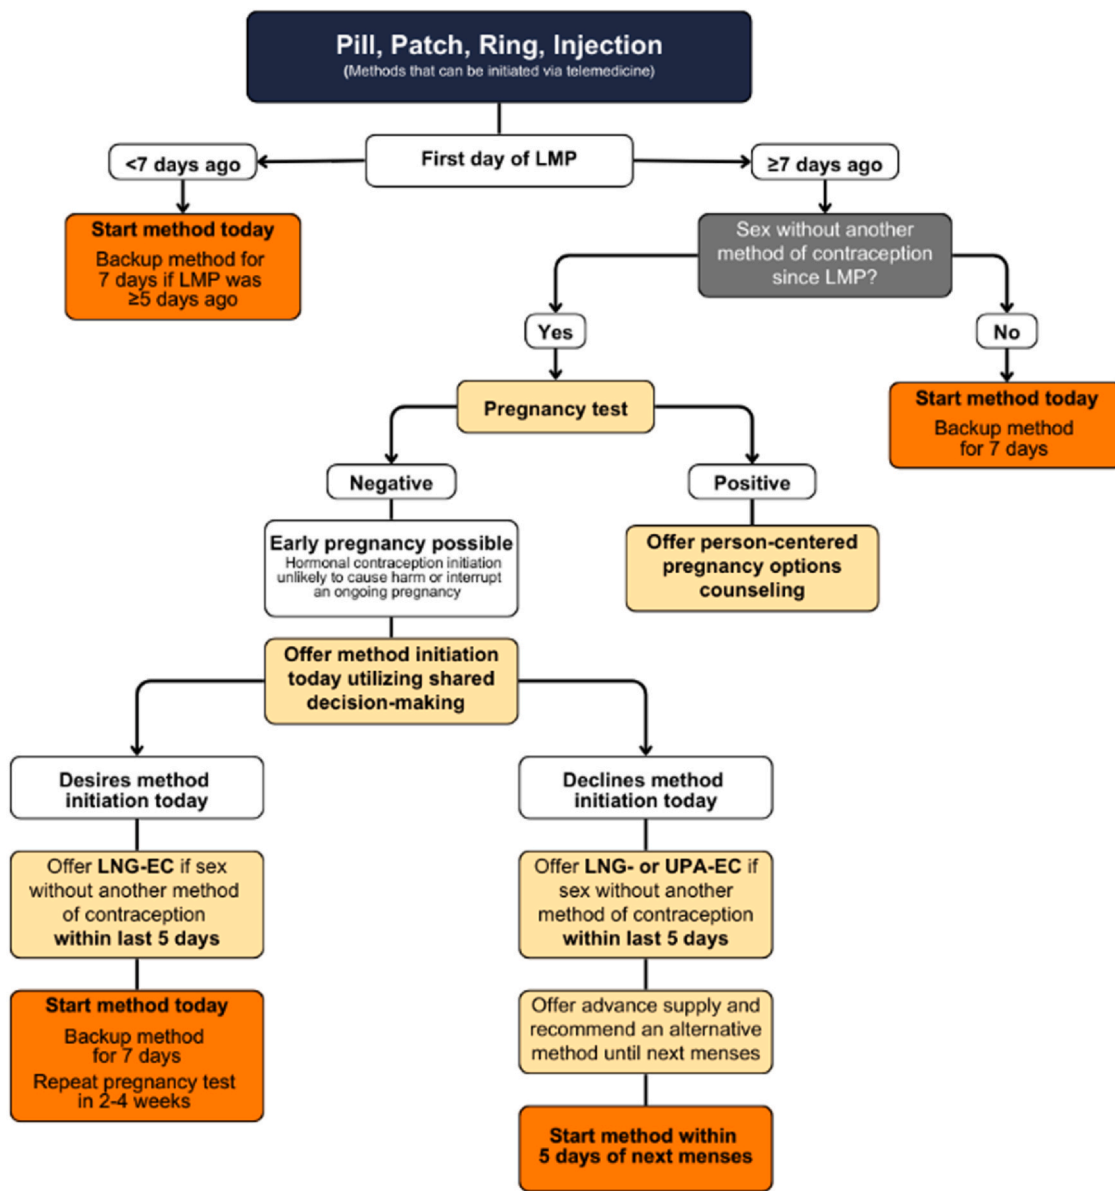 Pill, Patch, Ring, Injection
(Methods that can be initiated via telemedicine)
First day of LMP
<7 days ago
≥7 days ago
Start method today
Backup method for
7 days if LMP was
≥5 days ago
Sex without another
method of contraception
since LMP?
Yes
No
Pregnancy test
Start method today
Backup method
for 7 days
Negative
Positive
Early pregnancy possible
Hormonal contraception initiation
unlikely to cause harm or interrupt
an ongoing pregnancy
Offer person-centered
pregnancy options
counseling
Offer method initiation
today utilizing shared
decision-making
Desires method
initiation today
Declines method
initiation today
Offer LNG-EC if sex
without another method
of contraception
within last 5 days
Offer LNG- or UPA-EC if
sex without another
method of contraception
within last 5 days
Start method today
Backup method
for 7 days
Repeat pregnancy test
in 2-4 weeks
Offer advance supply and
recommend an alternative
method until next menses
Start method within
5 days of next menses